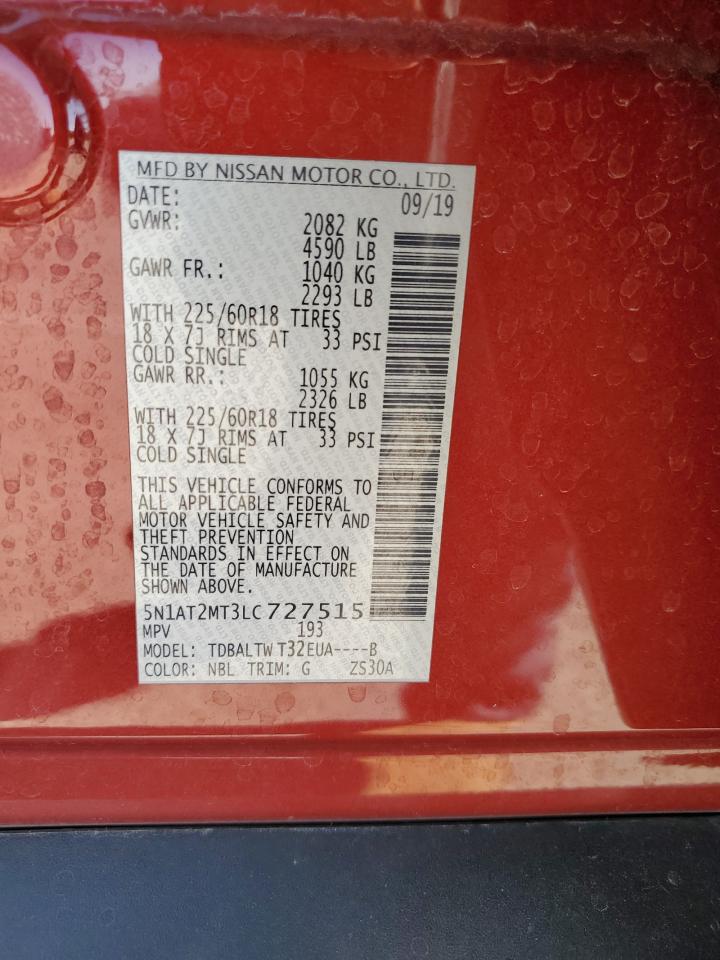 MFD BY NISSAN MOTOR CO., LTD.
DATE: 09/19
GVWR: 2082 KG
4590 LB
GAWR FR.: 1040 KG
2293 LB
WITH 225/60R18 TIRES
18 X 7J RIMS AT 33 PSI
COLD SINGLE
GAWR RR.: 1055 KG
2326 LB
WITH 225/60R18 TIRES
18 X 7J RIMS AT 33 PSI
COLD SINGLE
THIS VEHICLE CONFORMS TO
ALL APPLICABLE FEDERAL
MOTOR VEHICLE SAFETY AND
THEFT PREVENTION
STANDARDS IN EFFECT ON
THE DATE OF MANUFACTURE
SHOWN ABOVE.
5N1AT2MT3LC727515
MPV 193
MODEL: TDBALTWT32EUA----B
COLOR: NBL TRIM: G ZS30A